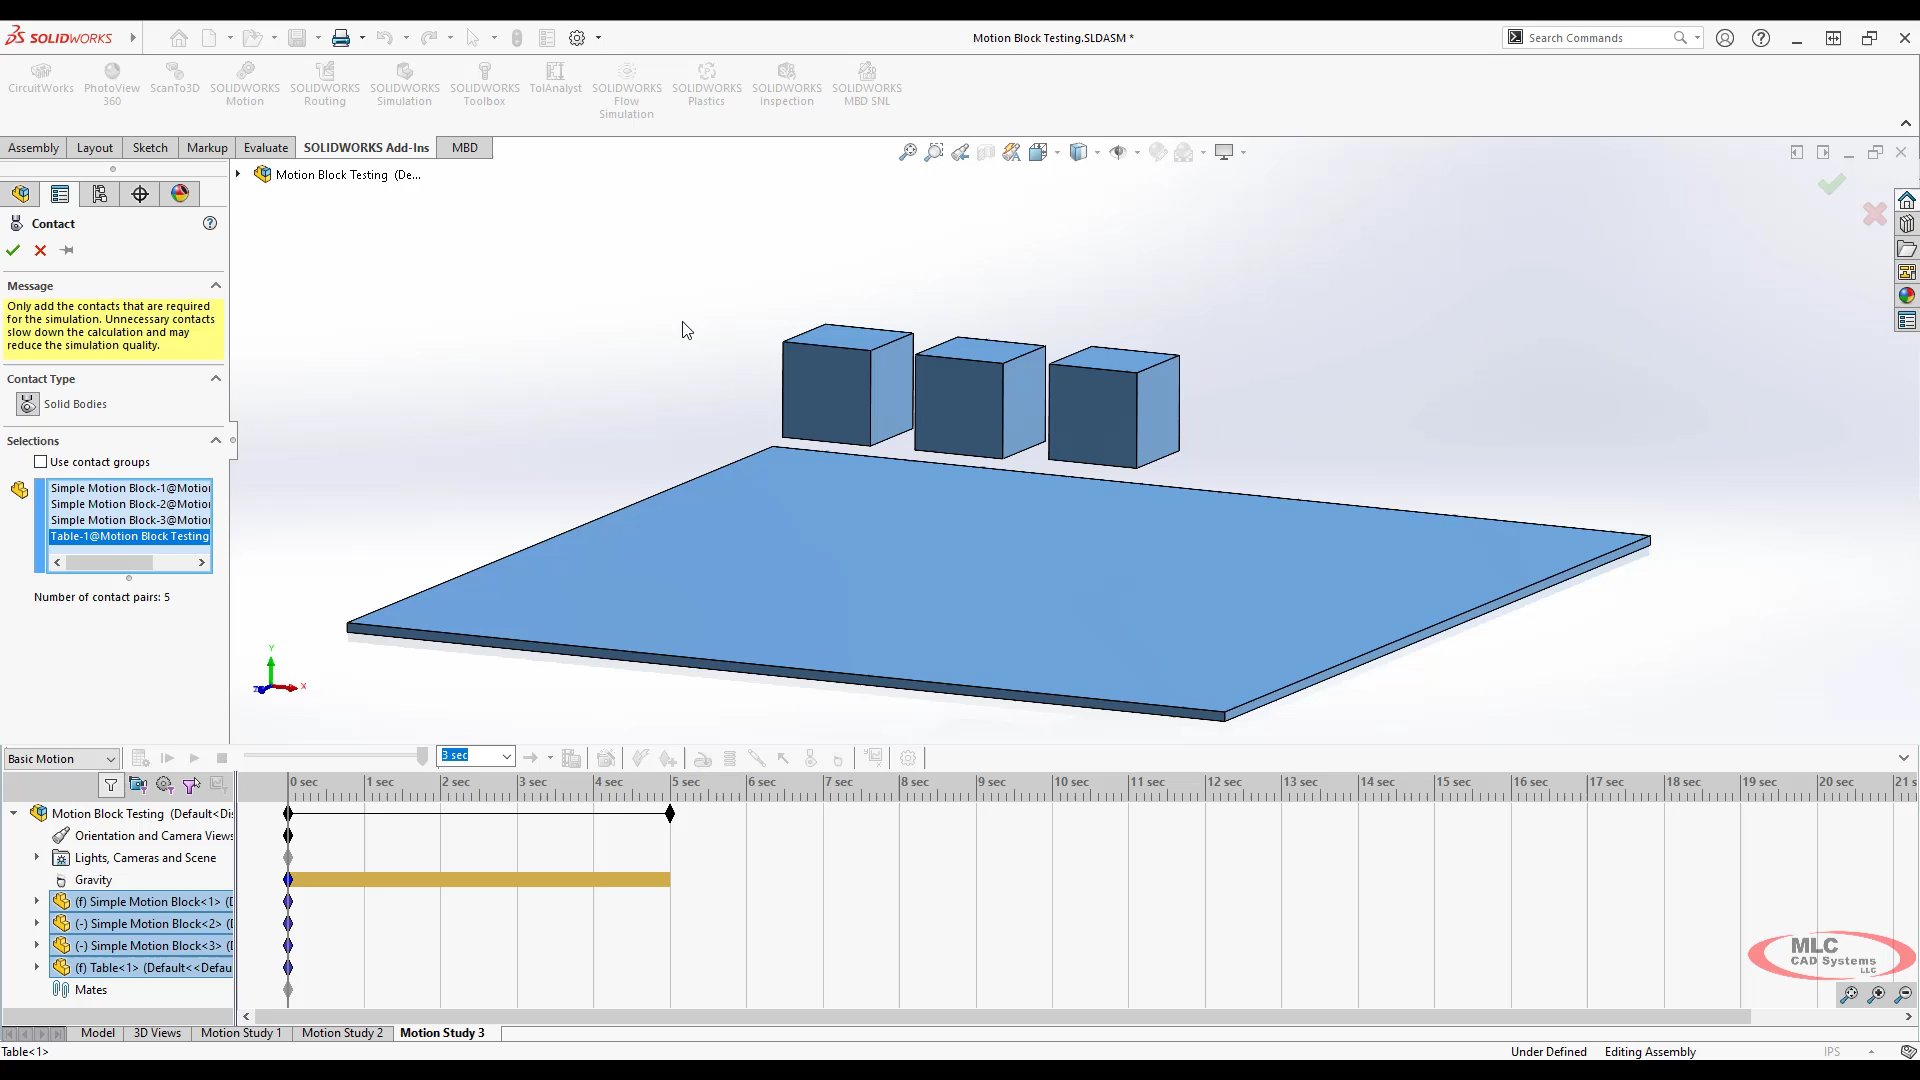 SOLIDWORKS
Motion Block Testing.SLDASM *
Search Commands
CircuitWorks
PhotoView
360
ScanTo3D
SOLIDWORKS
Motion
SOLIDWORKS
Routing
SOLIDWORKS
Simulation
SOLIDWORKS
Toolbox
TolAnalyst
SOLIDWORKS
Flow
Simulation
SOLIDWORKS
Plastics
SOLIDWORKS
Inspection
SOLIDWORKS
MBD SNL
Assembly
Layout
Sketch
Markup
Evaluate
SOLIDWORKS Add-Ins
MBD
Motion Block Testing (De...
Contact
Message
Only add the contacts that are required
for the simulation. Unnecessary contacts
slow down the calculation and may
reduce the simulation quality.
Contact Type
Solid Bodies
Selections
Use contact groups
Simple Motion Block-1@Motion
Simple Motion Block-2@Motion
Simple Motion Block-3@Motion
Table-1@Motion Block Testing
Number of contact pairs: 5
Y
Z
X
Basic Motion
3 sec
0 sec
1 sec
2 sec
3 sec
4 sec
5 sec
6 sec
7 sec
8 sec
9 sec
10 sec
11 sec
12 sec
13 sec
14 sec
15 sec
16 sec
17 sec
18 sec
19 sec
20 sec
21 s
Motion Block Testing (Default<Dis
Orientation and Camera Views
Lights, Cameras and Scene
Gravity
(f) Simple Motion Block<1> (D
(-) Simple Motion Block<2> (D
(-) Simple Motion Block<3> (D
(f) Table<1> (Default<<Defau
Mates
MLC
CAD Systems
LLC
Model
3D Views
Motion Study 1
Motion Study 2
Motion Study 3
Table<1>
Under Defined
Editing Assembly
IPS